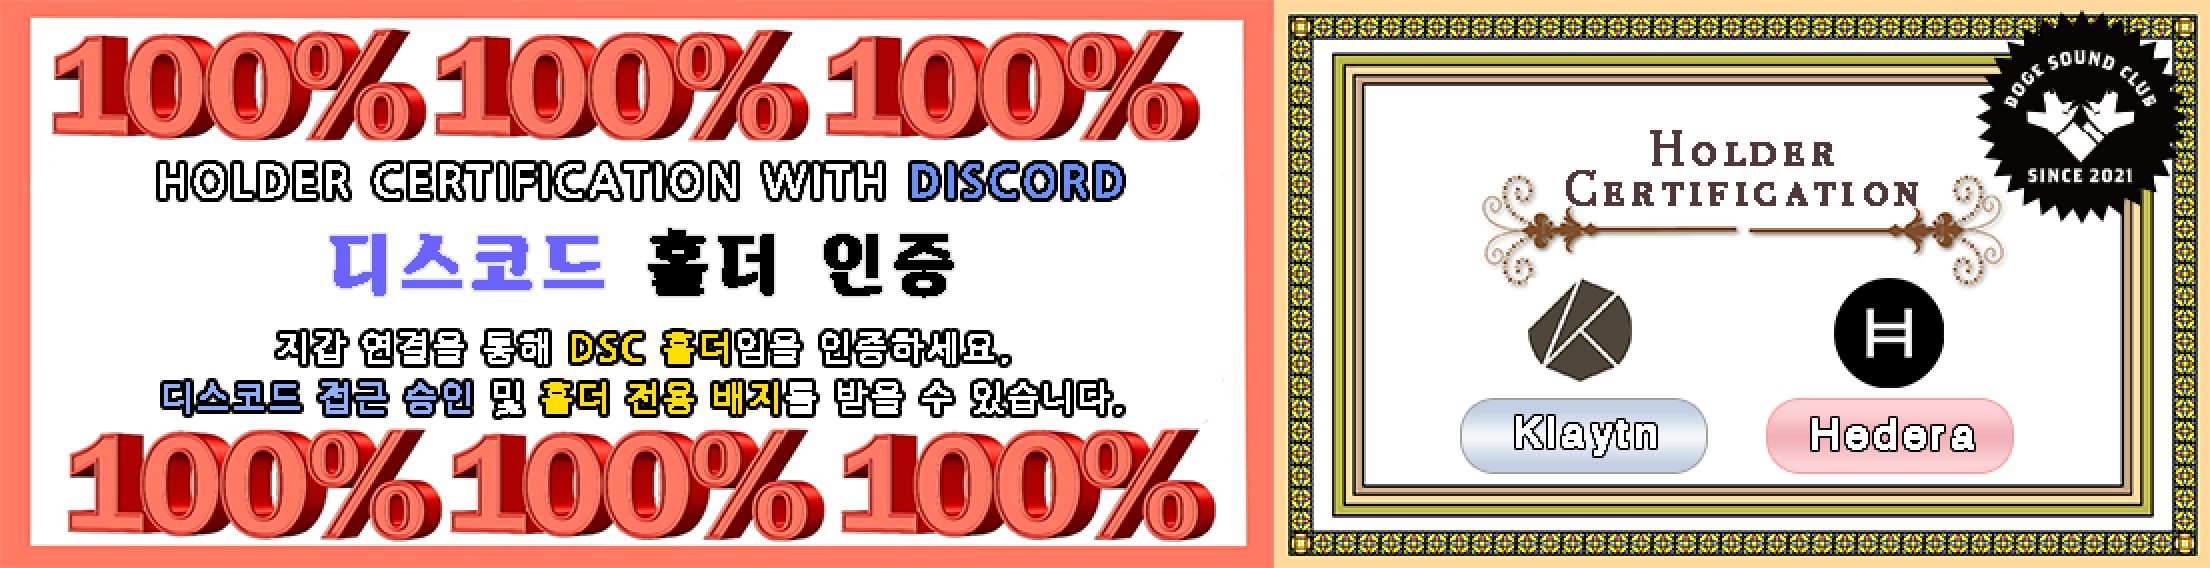 100% 100% 100%
HOLDER CERTIFICATION WITH DISCORD
디스코드 홀더 인증
지갑 연결을 통해 DSC 홀더임을 인증하세요.
디스코드 접근 승인 및 홀더 전용 배지를 받을 수 있습니다.
100% 100% 100%
DOGE SOUND CLUB
SINCE 2021
HOLDER
CERTIFICATION
Klaytn
Hedera